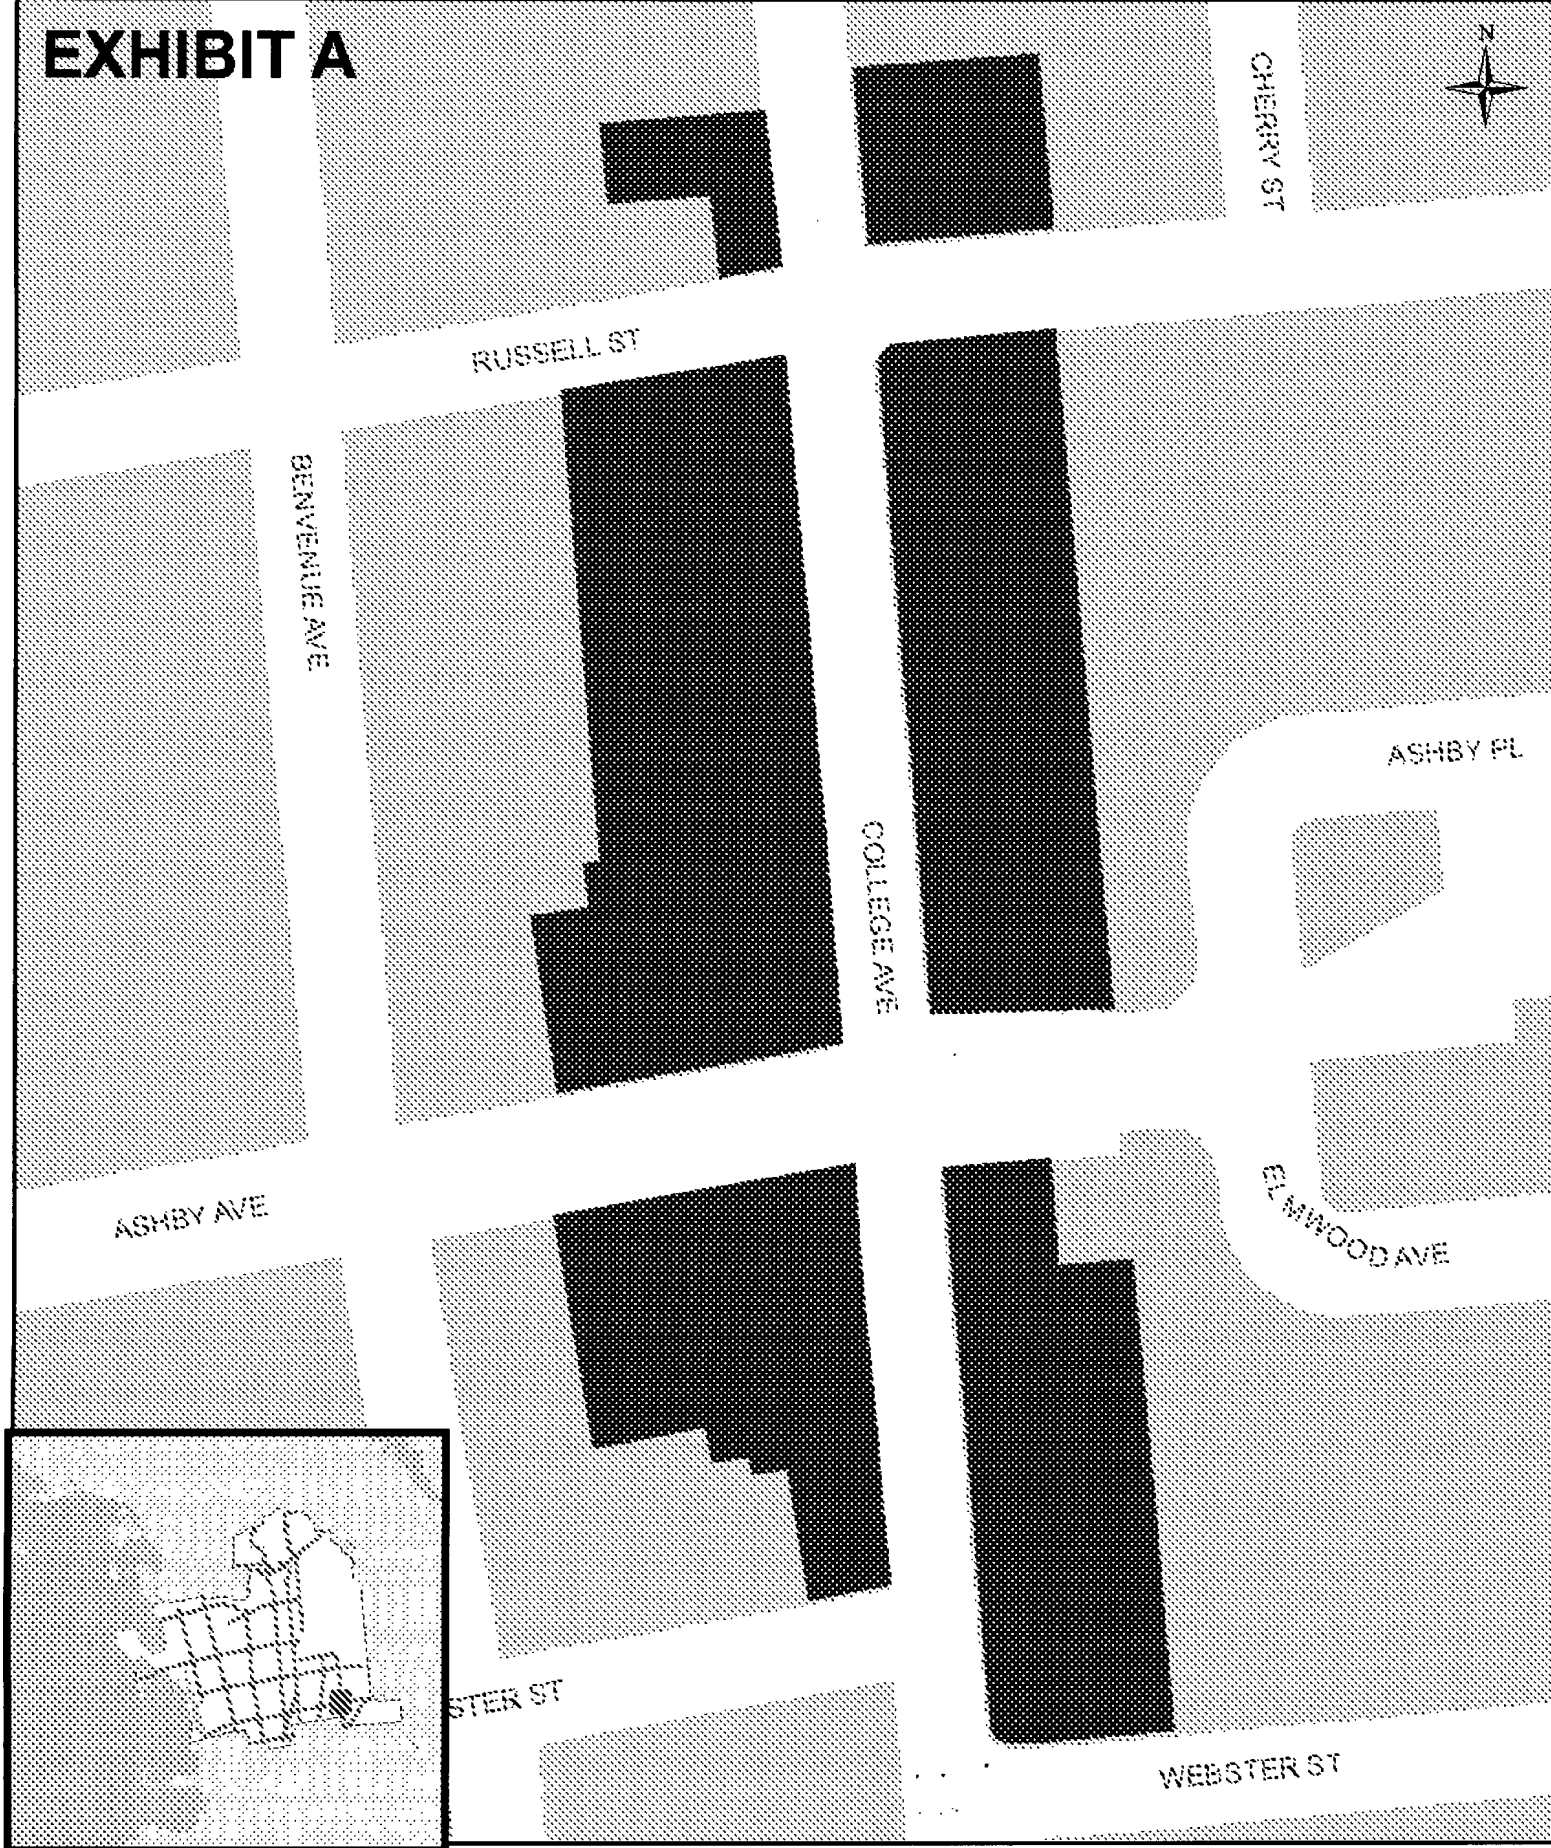 EXHIBIT A
N
CHERRY ST
RUSSELL ST
BENVENUE AVE
ASHBY PL
COLLEGE AVE
ASHBY AVE
ELMWOOD AVE
STER ST
WEBSTER ST